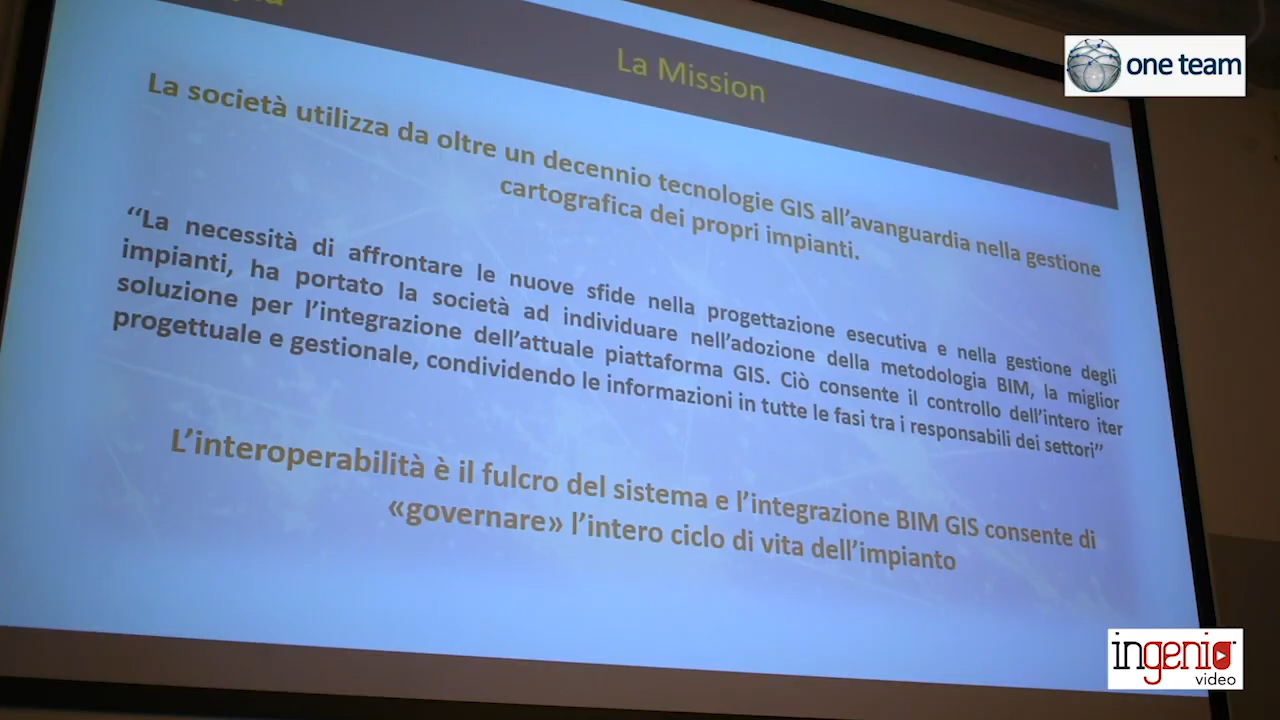 La Mission
one team
La società utilizza da oltre un decennio tecnologie GIS all'avanguardia nella gestione
cartografica dei propri impianti.
“La necessità di affrontare le nuove sfide nella progettazione esecutiva e nella gestione degli
impianti, ha portato la società ad individuare nell'adozione della metodologia BIM, la miglior
soluzione per l'integrazione dell'attuale piattaforma GIS. Ciò consente il controllo dell'intero iter
progettuale e gestionale, condividendo le informazioni in tutte le fasi tra i responsabili dei settori”
L'interoperabilità è il fulcro del sistema e l'integrazione BIM GIS consente di
«governare» l'intero ciclo di vita dell'impianto
ingenio
video